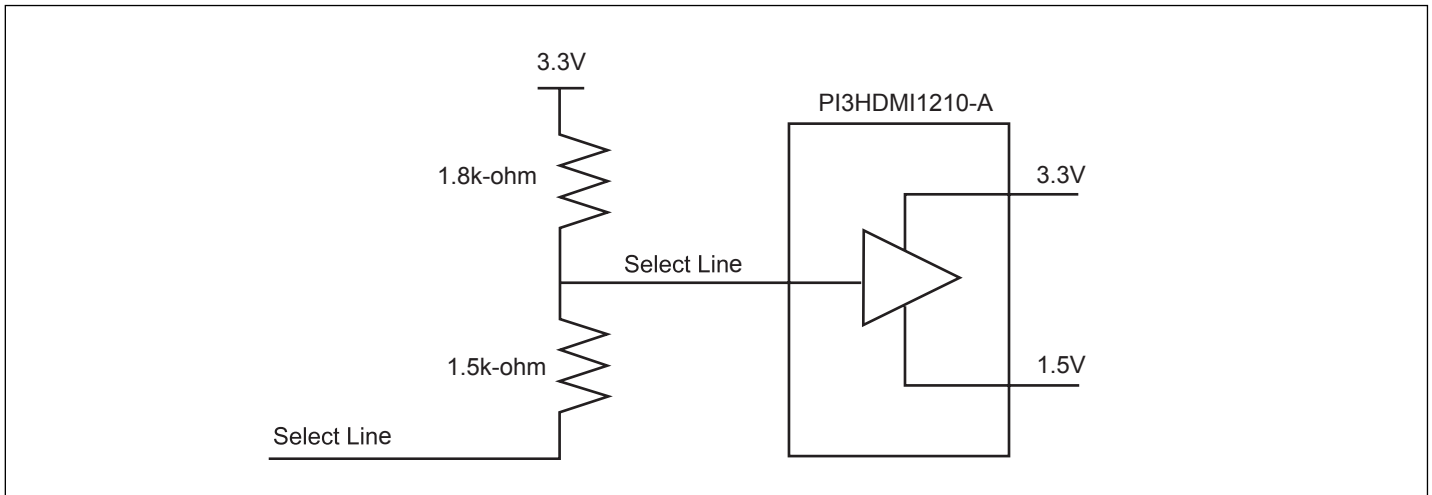 3.3V
PI3HDMI1210-A
1.8k-ohm
3.3V
Select Line
1.5k-ohm
1.5V
Select Line